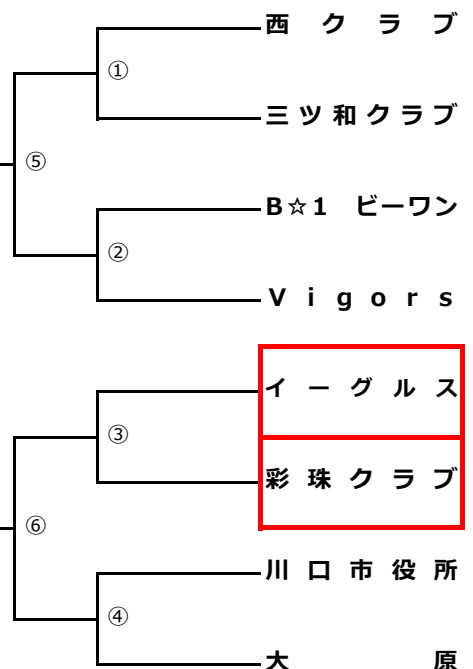 西クラブ
①
三ツ和クラブ
⑤
B☆1 ビーワン
②
Vigors
イーグルス
③
彩珠クラブ
⑥
川口市役所
④
大原